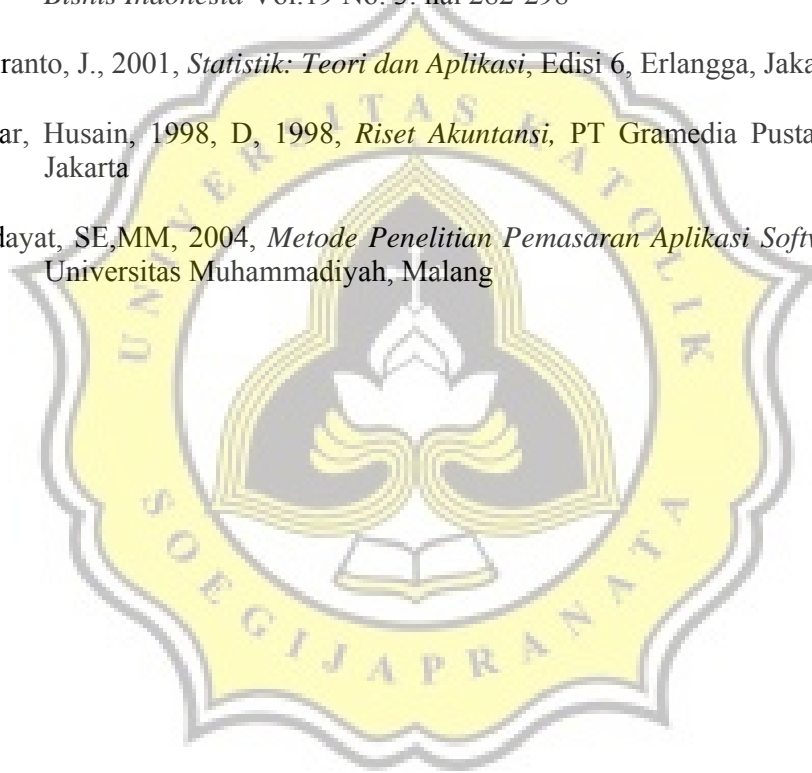 Bisnis Indonesia Vol.19 No. 3. hal 282-298
ranto, J., 2001, Statistik: Teori dan Aplikasi, Edisi 6, Erlangga, Jaka
ar, Husain, 1998, D, 1998, Riset Akuntansi, PT Gramedia Pusta
Jakarta
dayat, SE,MM, 2004, Metode Penelitian Pemasaran Aplikasi Softw
Universitas Muhammadiyah, Malang
UNIVERSITAS KATOLIK
SOEGIJAPRANATA